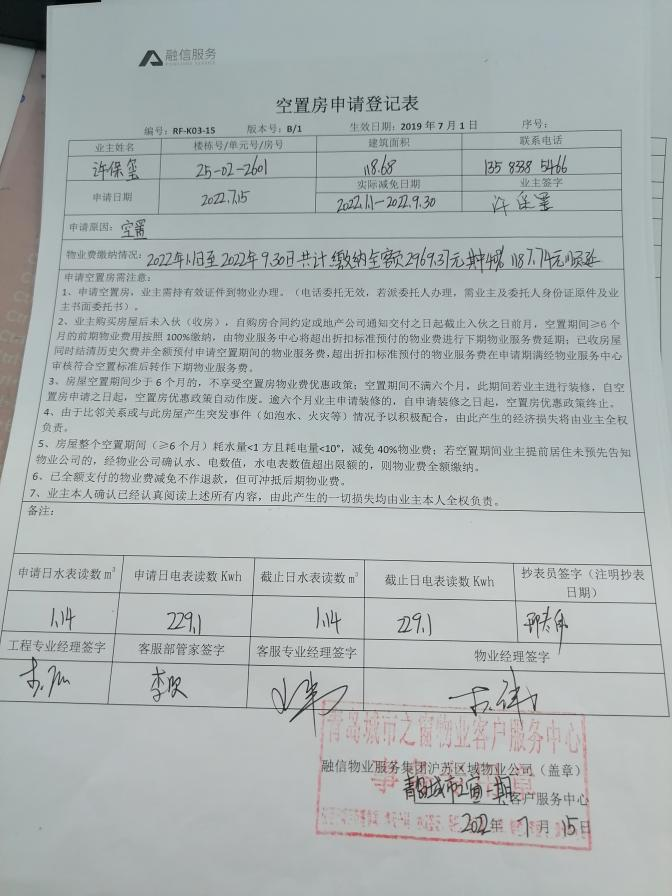 融信服务
空置房申请登记表
编号：RF-K03-15 版本号：B/1 生效日期：2019 年 7 月 1 日 序号：
业主姓名 楼栋号/单元号/房号 建筑面积 联系电话
许保玺 25-02-2601 118.68 135 8388 5466
申请日期 2022.7.15 实际减免日期 业主签字
2022.1.1-2022.9.30 许保玺
申请原因：空置
物业费缴纳情况：2022年1.1日至2022年9.30日共计缴纳全额2969.37元 其中4% 1187.74元
申请空置房需注意：
1、申请空置房，业主需持有效证件到物业办理。（电话委托无效，若派委托人办理，需业主及委托人身份证原件及业
主书面委托书）。
2、业主购买房屋后未入伙（收房），自购房合同约定或地产公司通知交付之日起截止入伙之日前月，空置期间≥6 个
月的前期物业费用按照 100%缴纳，由物业服务中心将超出折扣标准预付的物业费进行下期物业服务费延期；已收房屋
同时结清历史欠费并全额预付申请空置期间的物业服务费,超出折扣标准预付的物业服务费在申请期满经物业服务中心
审核符合空置标准后转作下期物业服务费。
3、房屋空置期间少于 6 个月的，不享受空置房物业费优惠政策；空置期间不满六个月，此期间若业主进行装修，自空
置房申请之日起，空置房优惠政策自动作废。逾六个月业主申请装修的，自申请装修之日起，空置房优惠政策终止。
4、由于比邻关系或与此房屋产生突发事件（如泡水、火灾等）情况予以积极配合，由此产生的经济损失将由业主全权
负责。
5、房屋整个空置期间（≥6 个月）耗水量<1 方且耗电量<10°，减免 40%物业费；若空置期间业主提前居住未预先告知
物业公司的，经物业公司确认水、电数值，水电表数值超出限额的，则物业费全额缴纳。
6、已全额支付的物业费减免不作退款，但可冲抵后期物业费。
7、业主本人确认已经认真阅读上述所有内容，由此产生的一切损失均由业主本人全权负责。
备注：
申请日水表读数 m³ 申请日电表读数 Kwh 截止日水表读数 m³ 截止日电表读数 Kwh 抄表员签字（注明抄表
日期）
1.14 229.1 1.14 229.1
工程专业经理签字 客服部管家签字 客服专业经理签字 物业经理签字
青岛城市之窗物业客户服务中心
融信物业服务集团沪苏区域物业公司（盖章）
青岛城市之窗一期客户服务中心
2022年 7 月 15日